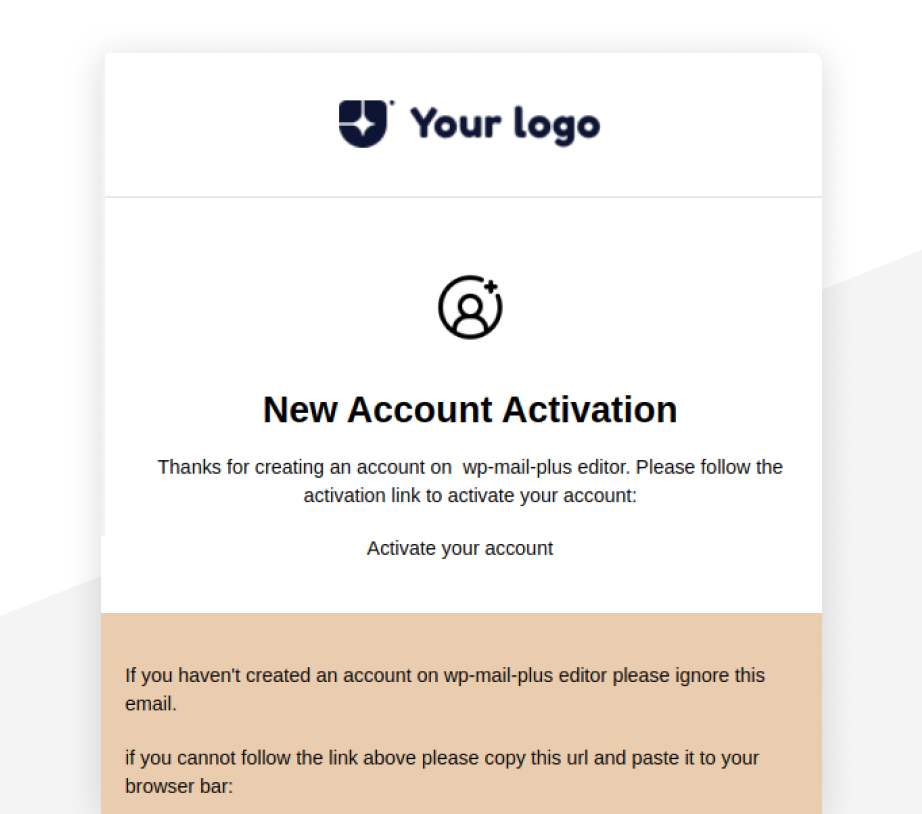 Your logo
New Account Activation
Thanks for creating an account on  wp-mail-plus editor. Please follow the
activation link to activate your account:
Activate your account
If you haven't created an account on wp-mail-plus editor please ignore this
email.
if you cannot follow the link above please copy this url and paste it to your
browser bar: